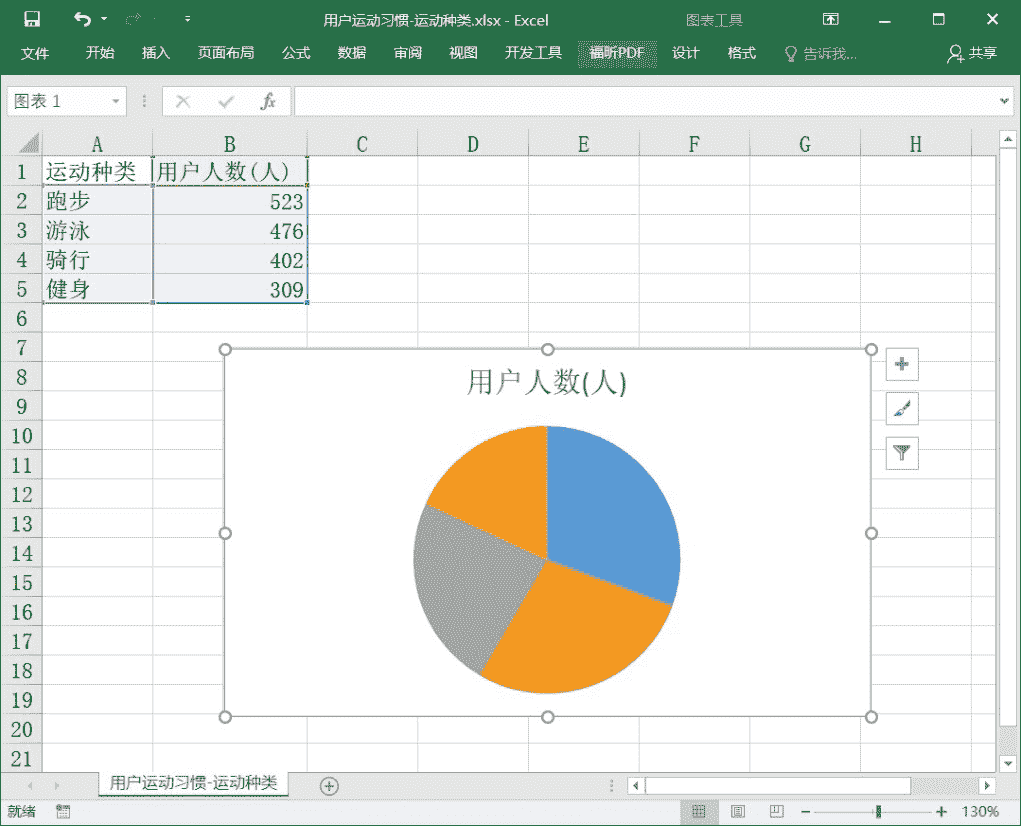 用户运动习惯-运动种类.xlsx - Excel
图表工具
文件 开始 插入 页面布局 公式 数据 审阅 视图 开发工具 福昕PDF 设计 格式 告诉我... 共享
图表 1 fx
A B C D E F G H
1 运动种类 用户人数(人)
2 跑步 523
3 游泳 476
4 骑行 402
5 健身 309
6
7
8
9
10
11
12
13
14
15
16
17
18
19
20
21
用户人数(人)
用户运动习惯-运动种类
就绪 130%